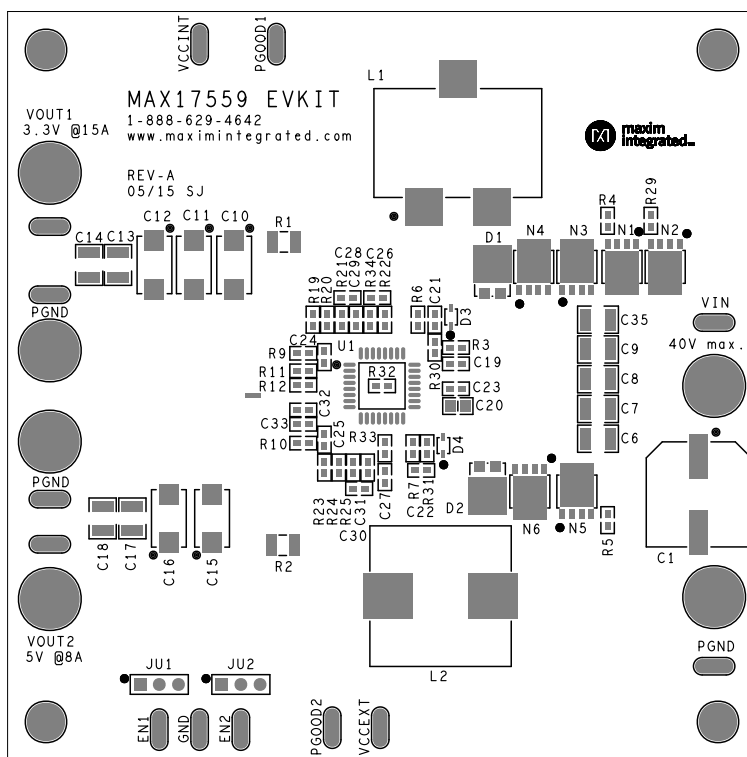 VCCINT
PGOOD1
L1
MAX17559 EVKIT
1-888-629-4642
www.maximintegrated.com
VOUT1
3.3V @15A
maxim
integrated™
REV-A
05/15 SJ
C14
C13
C12
C11
C10
R1
R4
R29
D1
N4
N3
N1
N2
C28
C26
R21
C29
R34
R22
R19
R20
R6
C21
D3
PGND
VIN
40V max.
C35
C9
C8
C7
C6
C24
U1
R9
R11
R12
R32
R30
R3
C19
C23
C20
C33
C32
R10
C25
R33
D4
R23
R24
R25
C31
C30
C27
R7
C22
R31
D2
N6
N5
R5
C1
PGND
C18
C17
C16
C15
R2
VOUT2
5V @8A
L2
PGND
JU1
JU2
EN1
GND
EN2
PGOOD2
VCCEXT